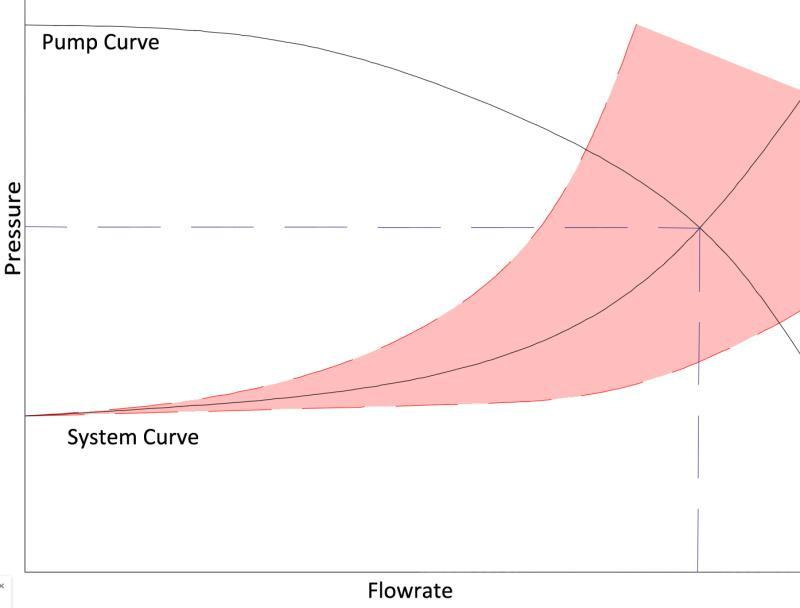 Pump Curve
Pressure
System Curve
Flowrate